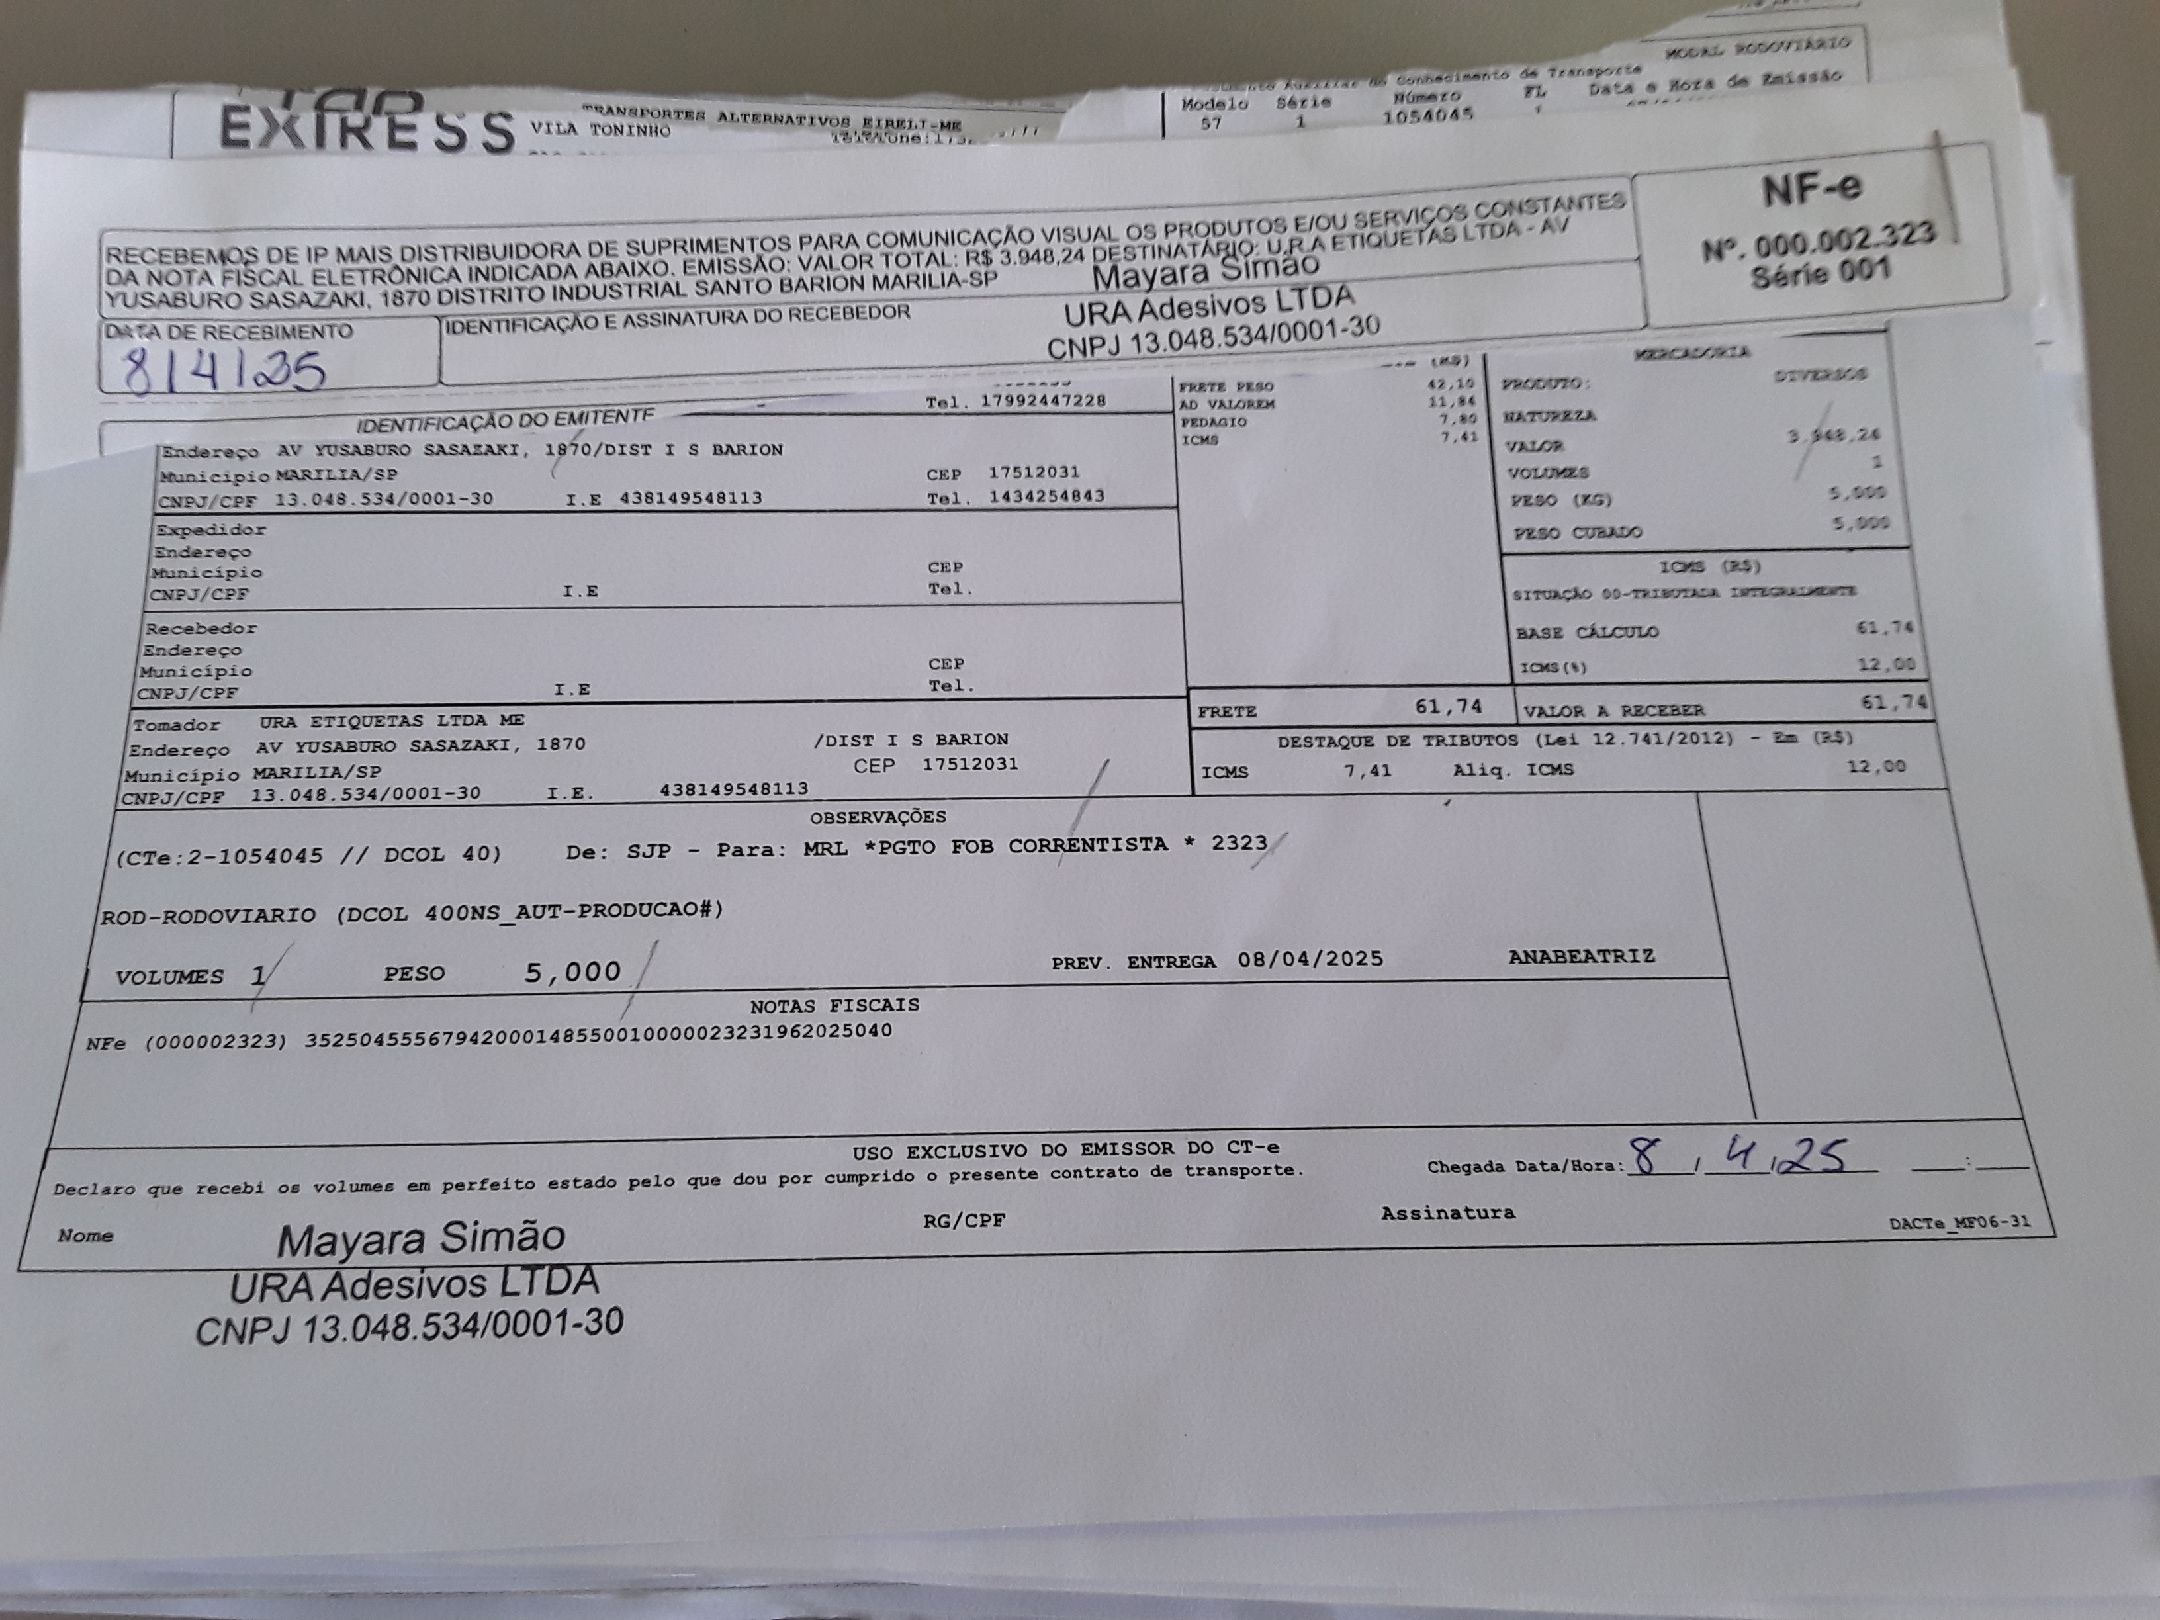 EXPRESS
TRANSPORTES ALTERNATIVOS EIRELI-ME
VILA TONINHO
MODAL RODOVIÁRIO
Auxiliar do Conhecimento de Transporte
Modelo Série Número FL Data e Hora de Emissão
57 1 1054045 1
RECEBEMOS DE IP MAIS DISTRIBUIDORA DE SUPRIMENTOS PARA COMUNICAÇÃO VISUAL OS PRODUTOS E/OU SERVIÇOS CONSTANTES
DA NOTA FISCAL ELETRÔNICA INDICADA ABAIXO. EMISSÃO: VALOR TOTAL: R$ 3.948,24 DESTINATÁRIO: U.R.A ETIQUETAS LTDA - AV
YUSABURO SASAZAKI, 1870 DISTRITO INDUSTRIAL SANTO BARION MARILIA-SP
NF-e
Nº. 000.002.323
Série 001
Mayara Simão
URA Adesivos LTDA
CNPJ 13.048.534/0001-30
DATA DE RECEBIMENTO
8/4/25
IDENTIFICAÇÃO E ASSINATURA DO RECEBEDOR
IDENTIFICAÇÃO DO EMITENTE
Tel. 17992447228
Endereço AV YUSABURO SASAZAKI, 1870/DIST I S BARION
Município MARILIA/SP CEP 17512031
CNPJ/CPF 13.048.534/0001-30 I.E 438149548113 Tel. 1434254843
Expedidor
Endereço
Município CEP
CNPJ/CPF I.E Tel.
Recebedor
Endereço
Município CEP
CNPJ/CPF I.E Tel.
Tomador URA ETIQUETAS LTDA ME
Endereço AV YUSABURO SASAZAKI, 1870 /DIST I S BARION
Município MARILIA/SP CEP 17512031
CNPJ/CPF 13.048.534/0001-30 I.E. 438149548113
(R$)
FRETE PESO 42,10
AD VALOREM 11,84
PEDAGIO 7,80
ICMS 7,41
FRETE 61,74
MERCADORIA
PRODUTO: DIVERSOS
NATUREZA
VALOR 3.948,24
VOLUMES 1
PESO (KG) 5,000
PESO CUBADO 5,000
ICMS (R$)
SITUAÇÃO 00-TRIBUTADA INTEGRALMENTE
BASE CÁLCULO 61,74
ICMS(%) 12,00
VALOR A RECEBER 61,74
DESTAQUE DE TRIBUTOS (Lei 12.741/2012) - Em (R$)
ICMS 7,41 Aliq. ICMS 12,00
OBSERVAÇÕES
(CTe:2-1054045 // DCOL 40) De: SJP - Para: MRL *PGTO FOB CORRENTISTA * 2323
ROD-RODOVIARIO (DCOL 400NS_AUT-PRODUCAO#)
VOLUMES 1 PESO 5,000 PREV. ENTREGA 08/04/2025 ANABEATRIZ
NOTAS FISCAIS
NFe (000002323) 35250455567942000148550010000023231962025040
USO EXCLUSIVO DO EMISSOR DO CT-e
Declaro que recebi os volumes em perfeito estado pelo que dou por cumprido o presente contrato de transporte.
Chegada Data/Hora: 8 / 4 / 25 __:__
Nome RG/CPF Assinatura
DACTe_MF06-31
Mayara Simão
URA Adesivos LTDA
CNPJ 13.048.534/0001-30